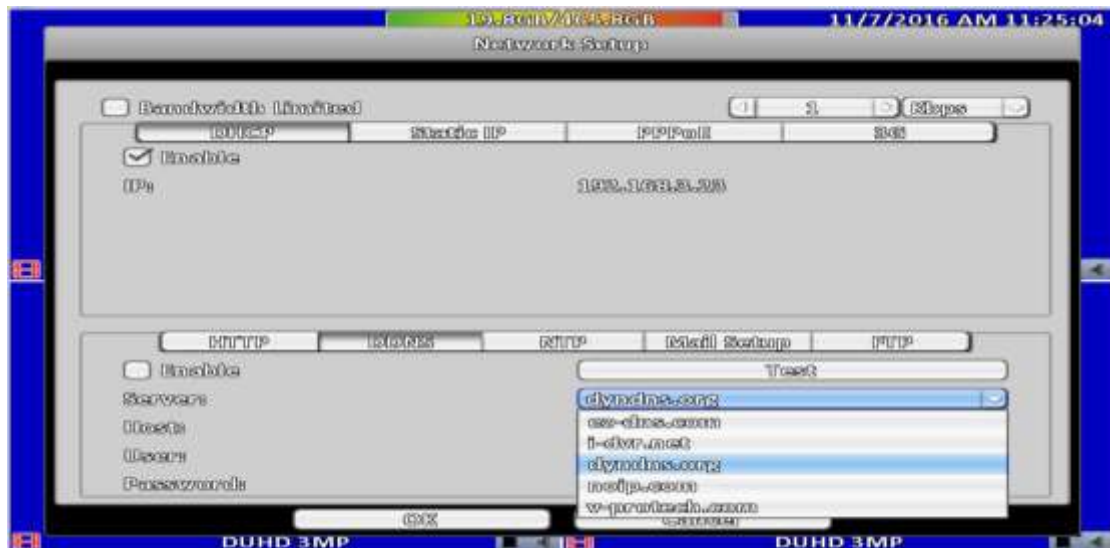 11/7/2016 AM 11:25:04
Network Setup
Bandwidth Limited 1 Kbps
DHCP Static IP PPPoE 3G
Enable
IP: 192.168.3.23
HTTP DDNS NTP Mail Setup FTP
Enable Test
Server: dyndns.org
Host: ez-dns.com
i-dvr.net
User: dyndns.org
Password: noip.com
w-protech.com
OK Cancel
DUHD 3MP DUHD 3MP